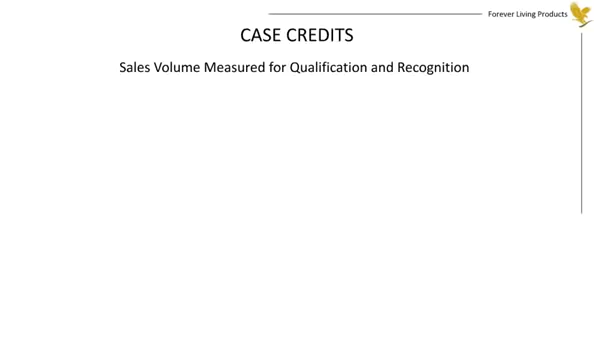 Forever Living Products
CASE CREDITS
Sales Volume Measured for Qualification and Recognition